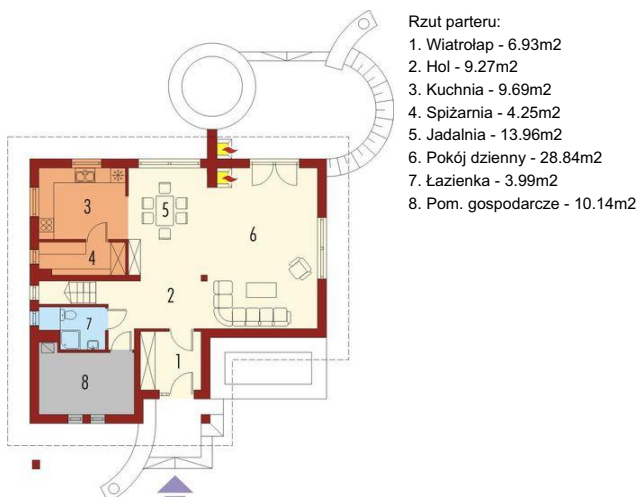 Rzut parteru:
1. Wiatrołap - 6.93m2
2. Hol - 9.27m2
3. Kuchnia - 9.69m2
4. Spiżarnia - 4.25m2
5. Jadalnia - 13.96m2
6. Pokój dzienny - 28.84m2
7. Łazienka - 3.99m2
8. Pom. gospodarcze - 10.14m2
3
5
6
4
2
7
1
8